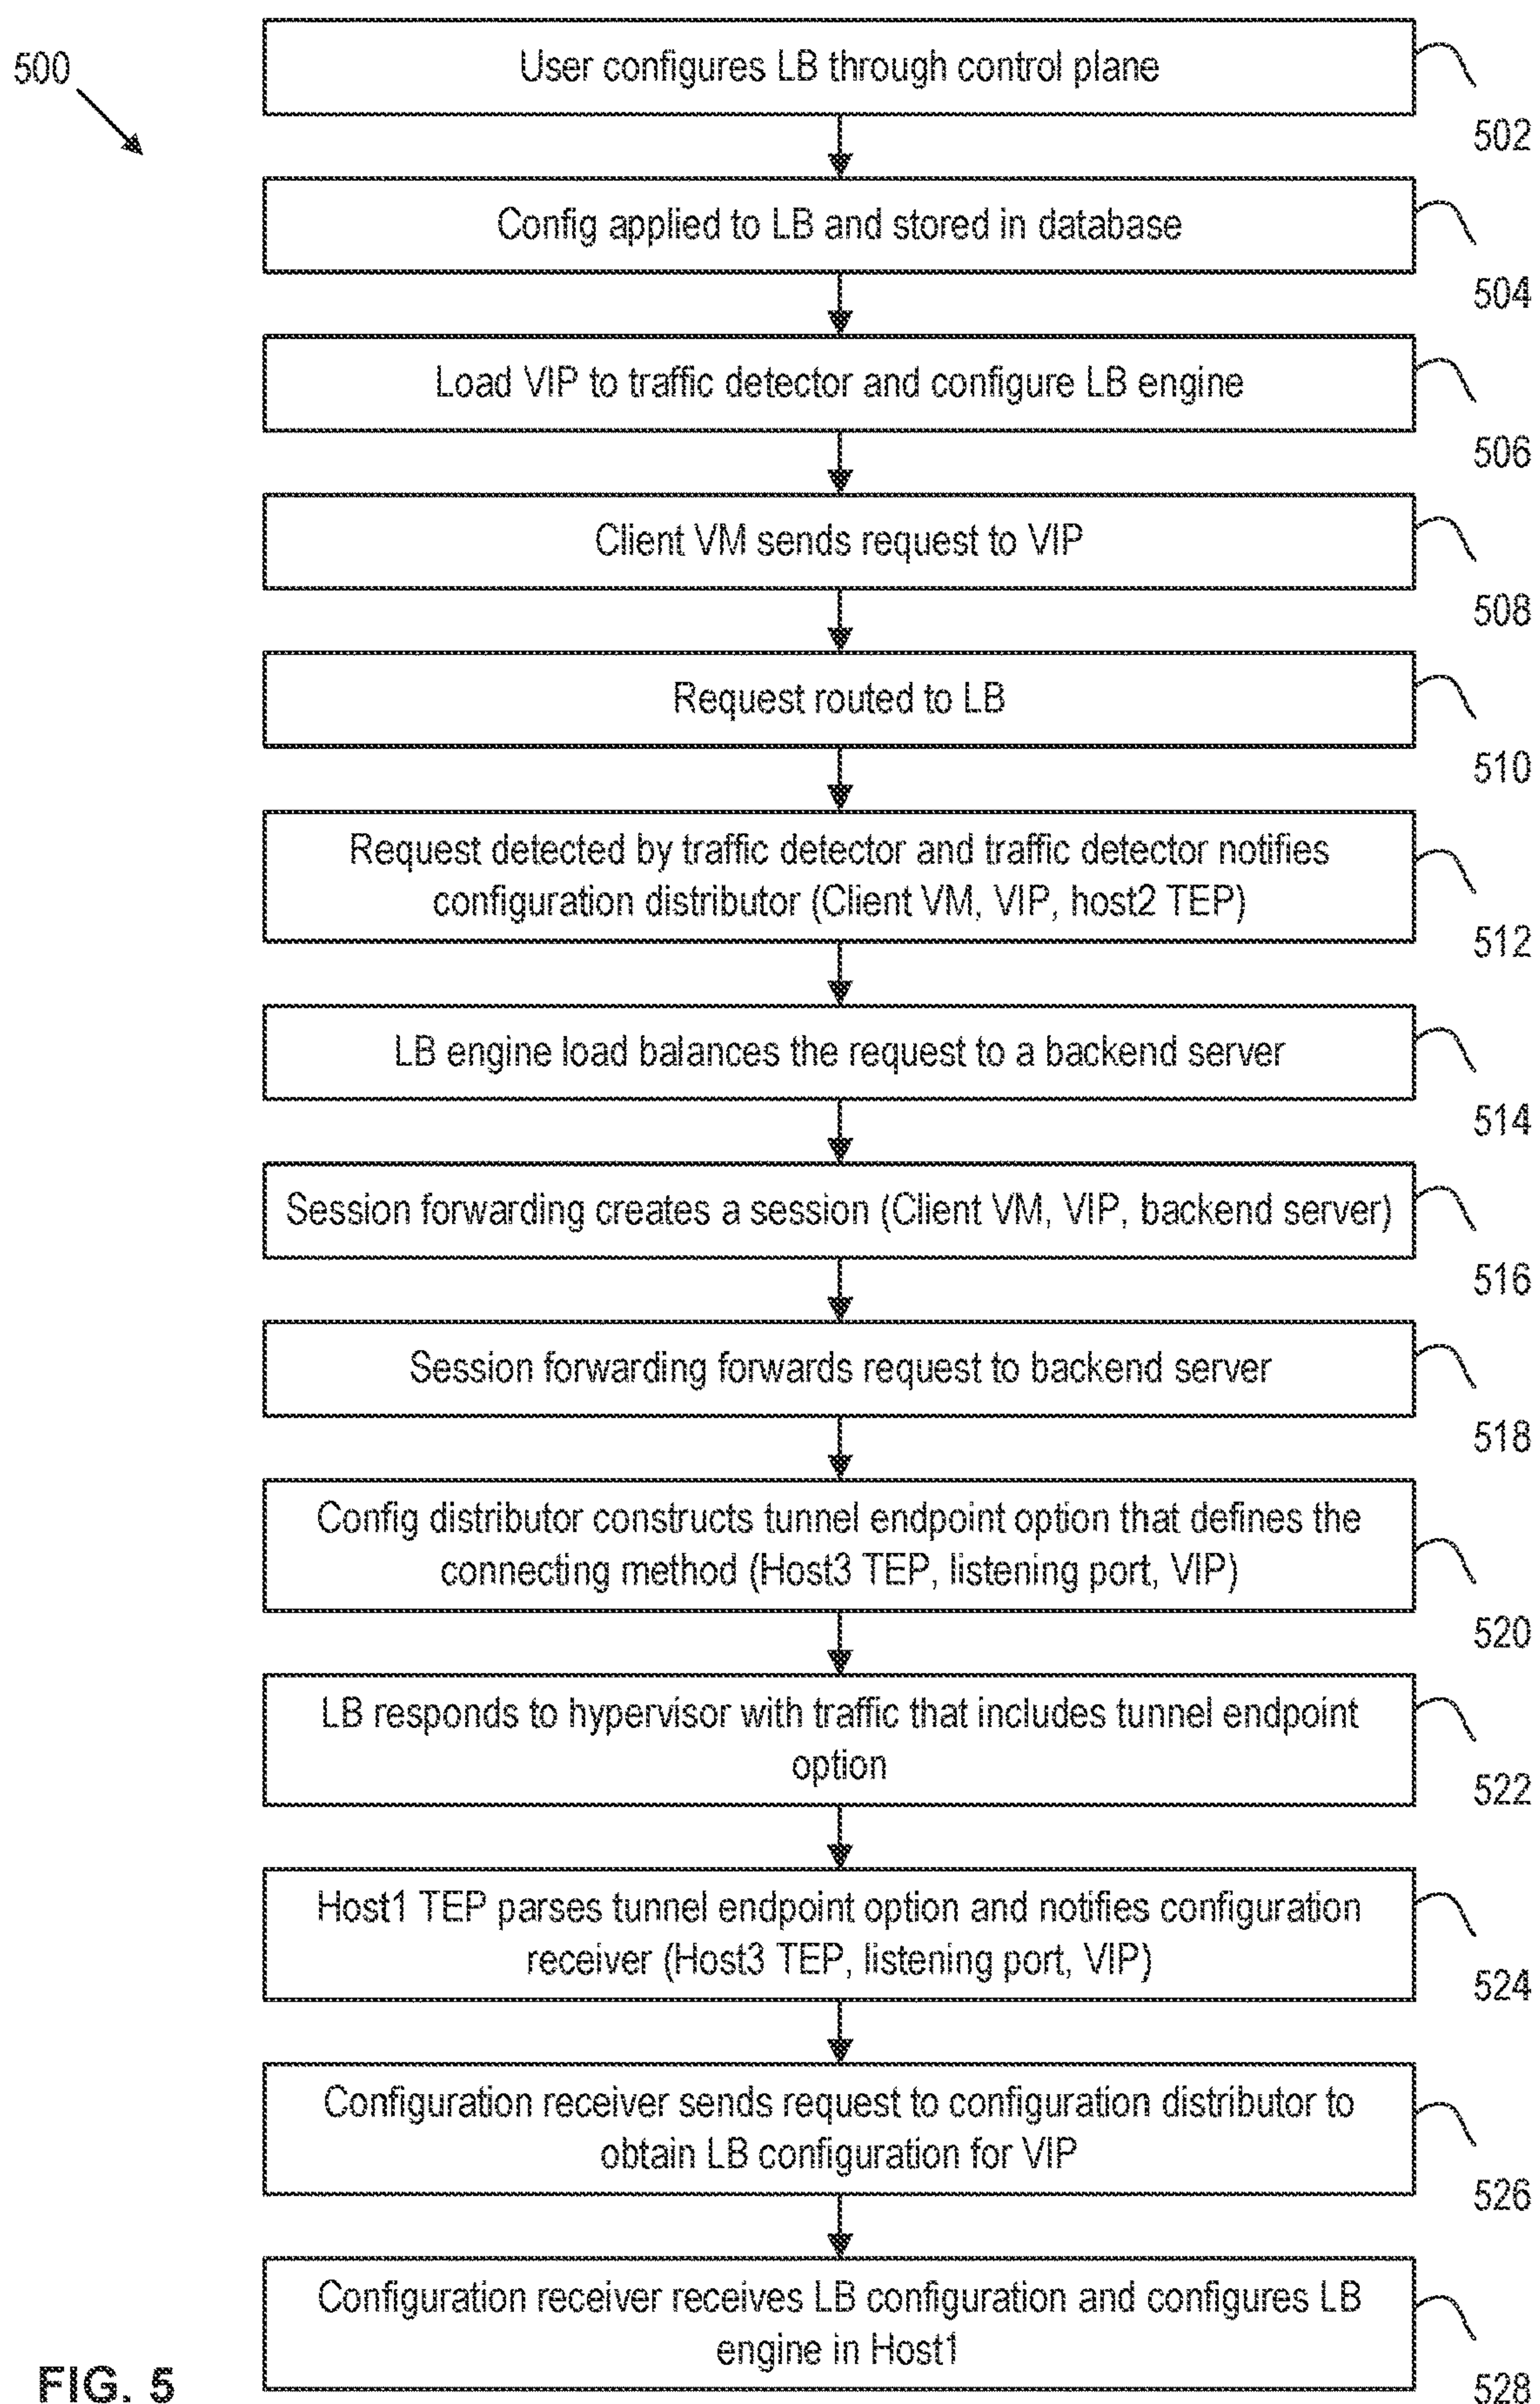 500
User configures LB through control plane
502
Config applied to LB and stored in database
504
Load VIP to traffic detector and configure LB engine
506
Client VM sends request to VIP
508
Request routed to LB
510
Request detected by traffic detector and traffic detector notifies
configuration distributor (Client VM, VIP, host2 TEP)
512
LB engine load balances the request to a backend server
514
Session forwarding creates a session (Client VM, VIP, backend server)
516
Session forwarding forwards request to backend server
518
Config distributor constructs tunnel endpoint option that defines the
connecting method (Host3 TEP, listening port, VIP)
520
LB responds to hypervisor with traffic that includes tunnel endpoint
option
522
Host1 TEP parses tunnel endpoint option and notifies configuration
receiver (Host3 TEP, listening port, VIP)
524
Configuration receiver sends request to configuration distributor to
obtain LB configuration for VIP
526
Configuration receiver receives LB configuration and configures LB
engine in Host1
528
FIG. 5